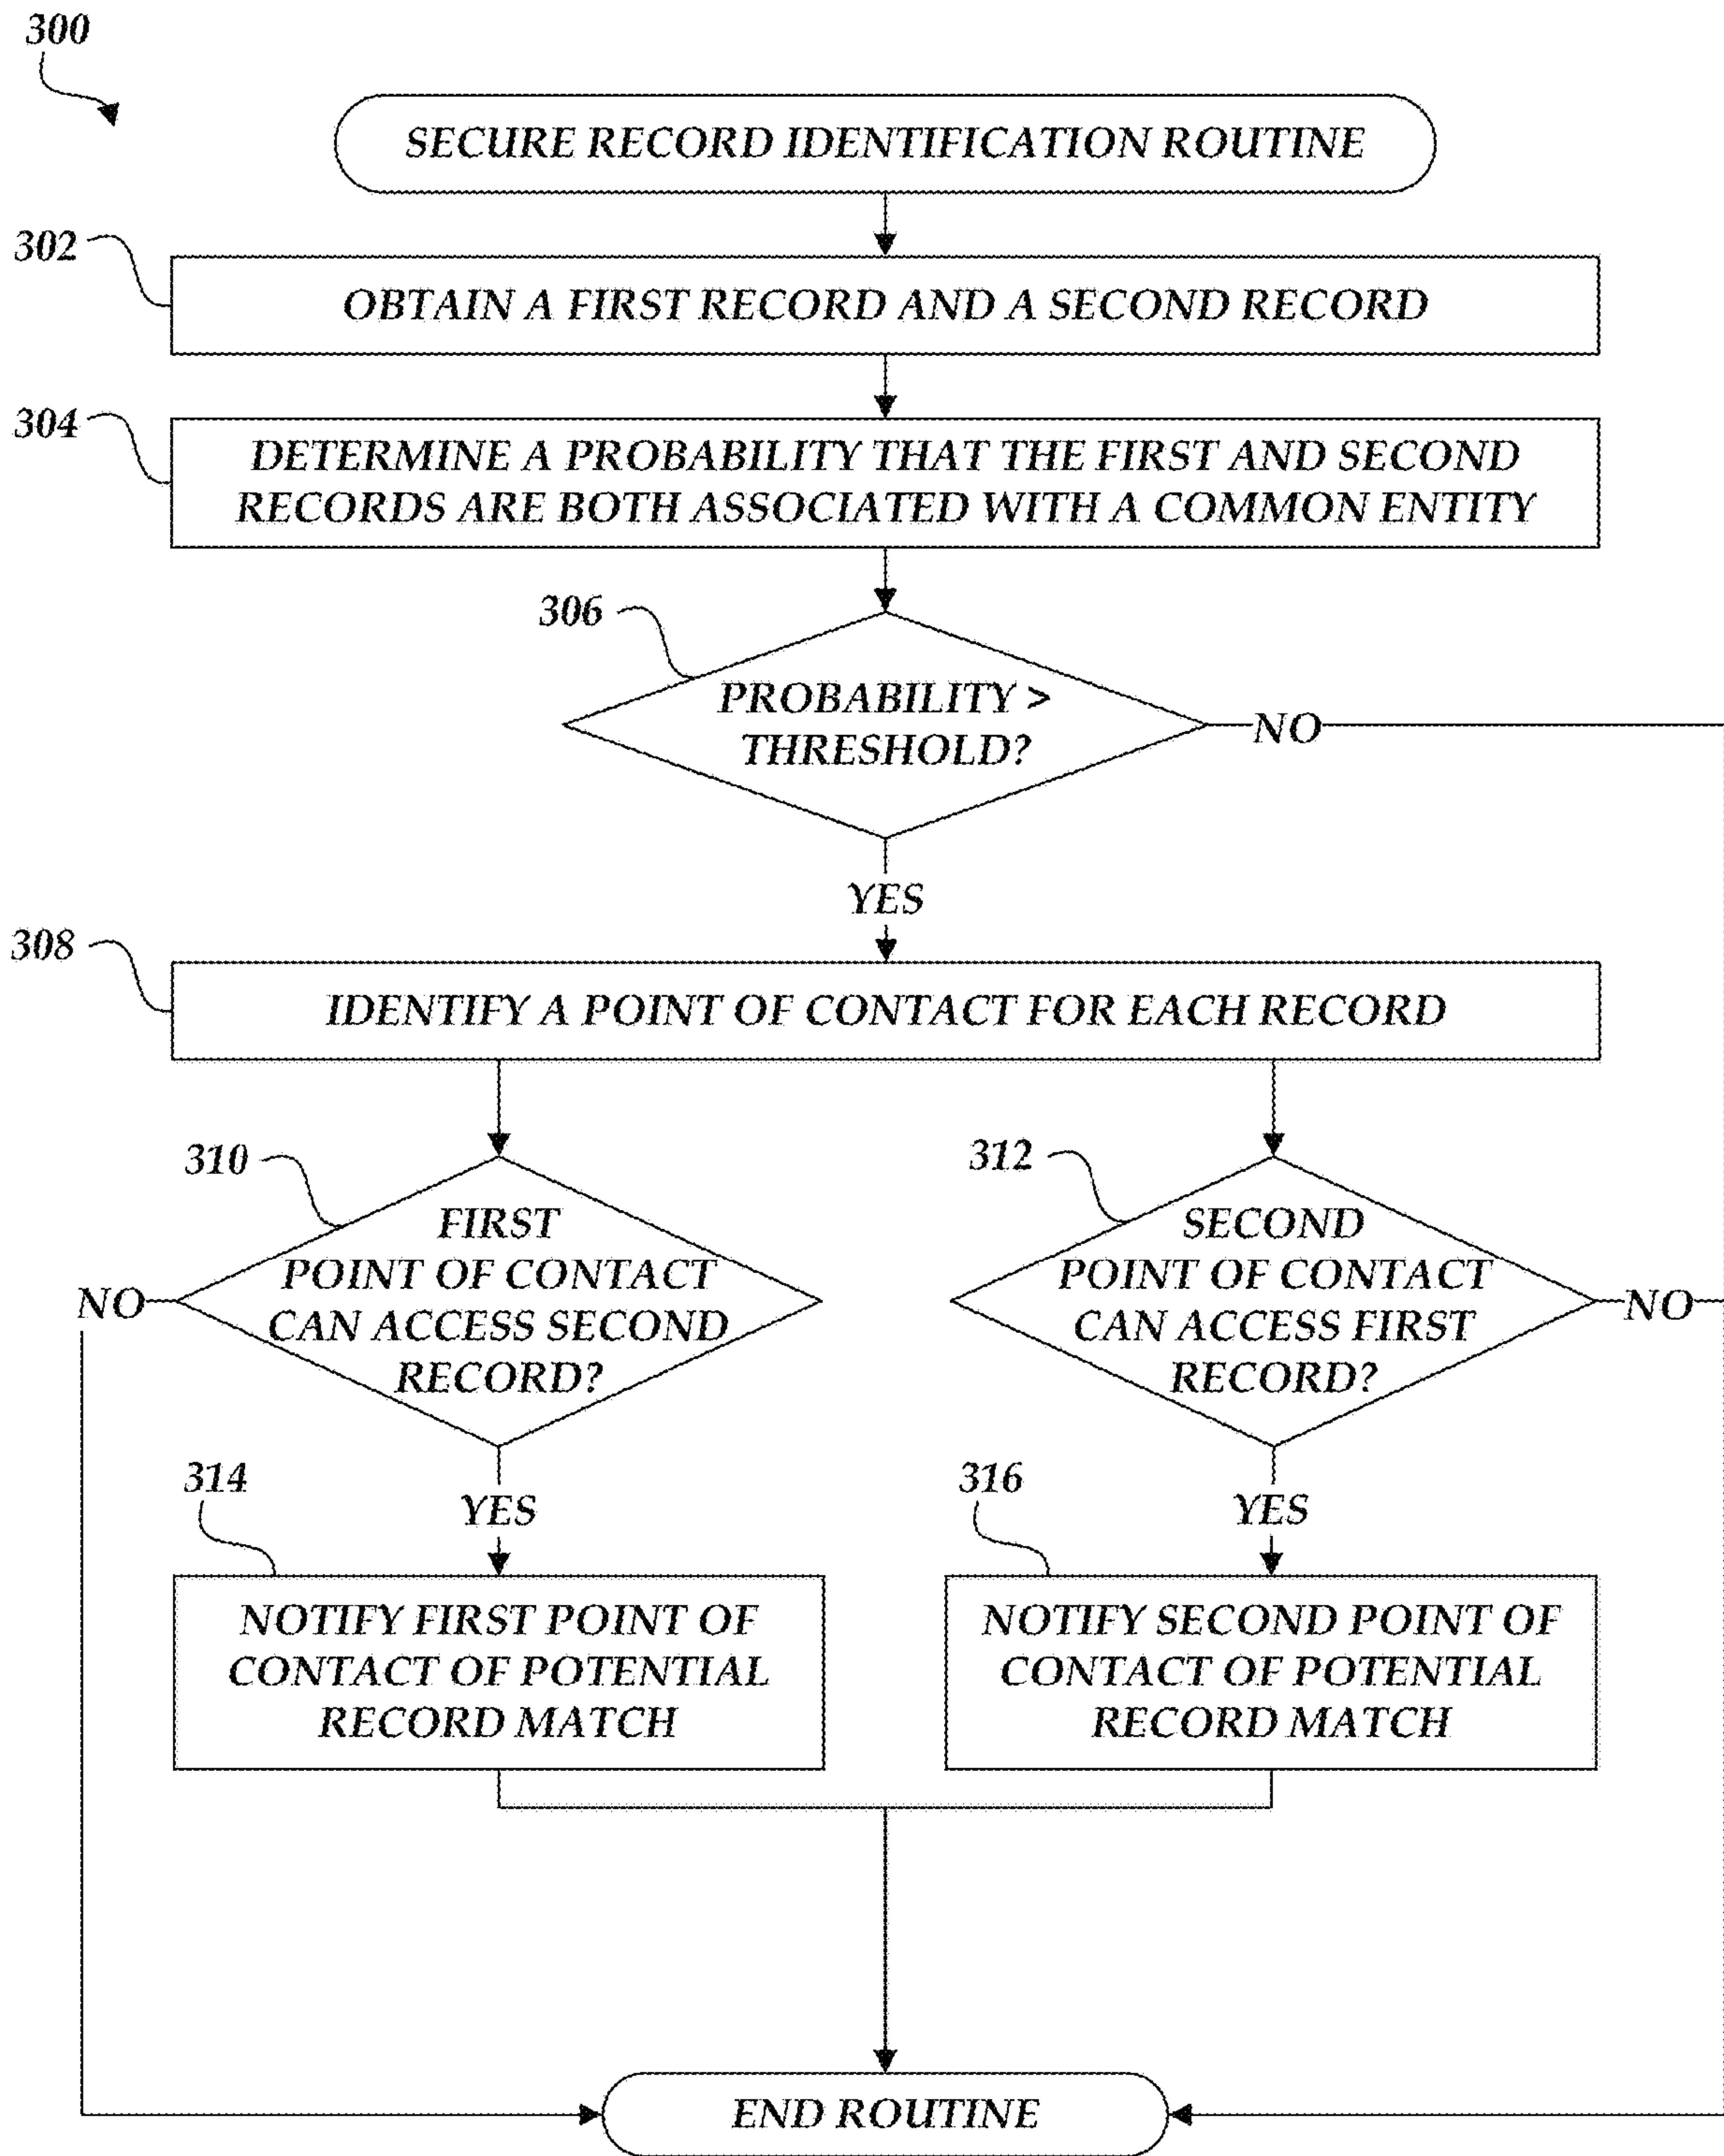 300
SECURE RECORD IDENTIFICATION ROUTINE
302
OBTAIN A FIRST RECORD AND A SECOND RECORD
304
DETERMINE A PROBABILITY THAT THE FIRST AND SECOND
RECORDS ARE BOTH ASSOCIATED WITH A COMMON ENTITY
306
PROBABILITY >
THRESHOLD?
NO
YES
308
IDENTIFY A POINT OF CONTACT FOR EACH RECORD
310
FIRST
POINT OF CONTACT
CAN ACCESS SECOND
RECORD?
NO
YES
312
SECOND
POINT OF CONTACT
CAN ACCESS FIRST
RECORD?
NO
YES
314
NOTIFY FIRST POINT OF
CONTACT OF POTENTIAL
RECORD MATCH
316
NOTIFY SECOND POINT OF
CONTACT OF POTENTIAL
RECORD MATCH
END ROUTINE